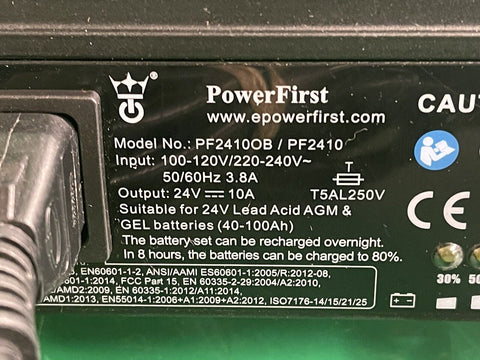 PowerFirst
www.epowerfirst.com
CAU
Model No.: PF2410OB / PF2410
Input: 100-120V/220-240V~
50/60Hz 3.8A
T
Output: 24V 10A
T5AL250V
Suitable for 24V Lead Acid AGM &
GEL batteries (40-100Ah)
CE
The battery set can be recharged overnight.
In 8 hours, the batteries can be charged to 80%.
EN60601-1-2, ANSI/AAMI ES60601-1:2005/R:2012-08,
-1:2014, FCC Part 15, EN 60335-2-29:2004/A2:2010,
/AMD2:2009, EN 60335-1:2012/A11:2014,
AMD1:2013, EN55014-1:2006+A1:2009+A2:2012, ISO7176-14/15/21/25
30% 50